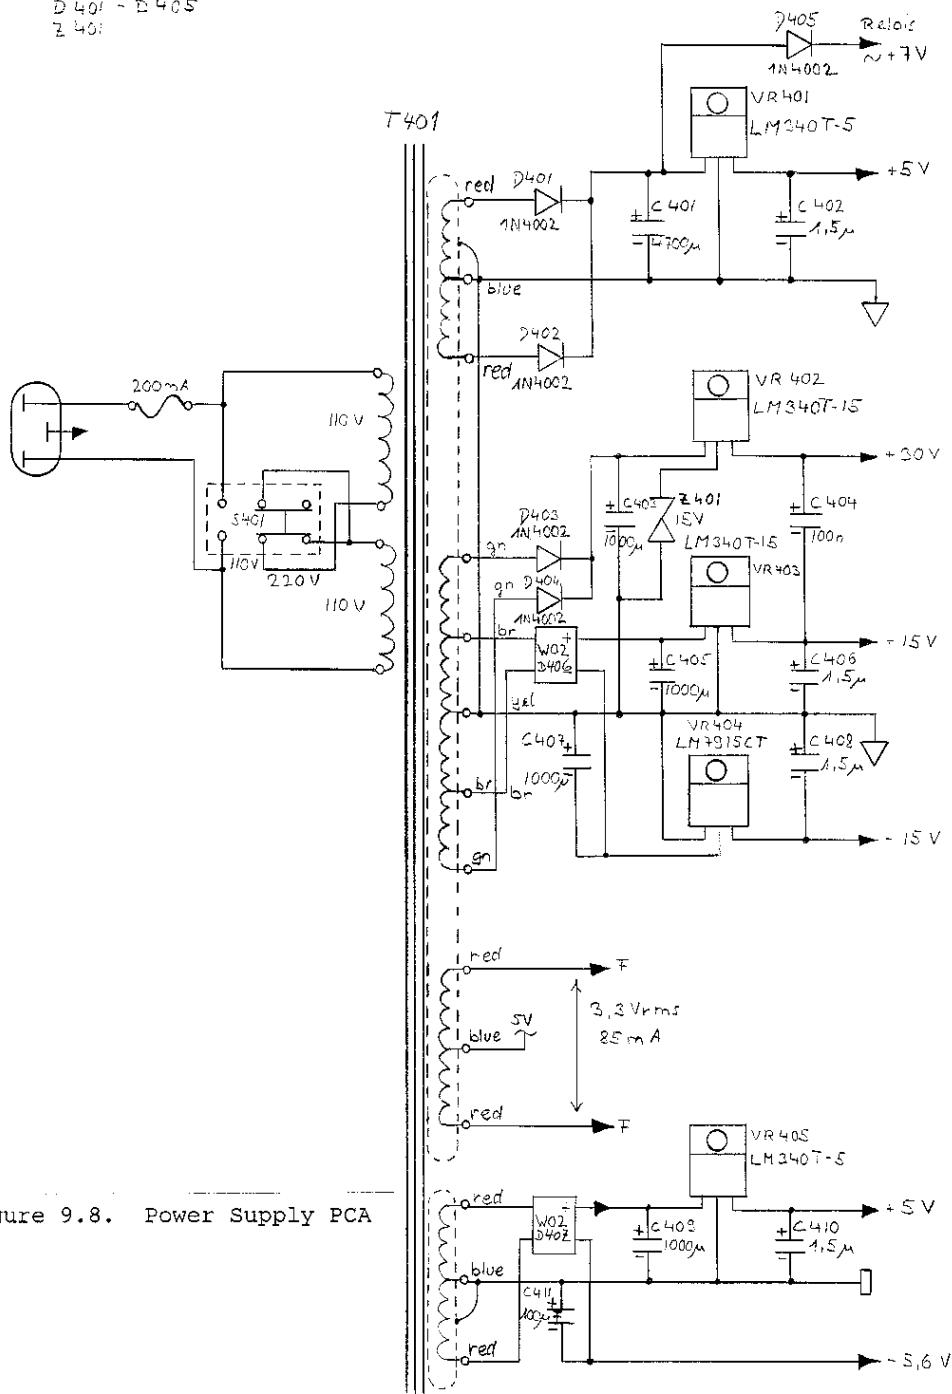 D401 - D405
Z401
D405
1N4002
Relais
~+7V
VR401
LM340T-5
T401
red
D401
1N4002
+5V
+
C401
-
4700µ
+
C402
-
1,5µ
blue
D402
red
1N4002
200mA
110V
VR 402
LM340T-15
+30V
C403
1000µ
Z401
15V
C404
100n
S401
110V
220V
110V
D403
1N4002
gn
gn
D404
1N4002
LM340T-15
VR403
br
+
W02
D406
-15V
+
C405
-
1000µ
+
C406
-
1,5µ
yel
VR404
LM7915CT
C407
+
1000µ
+
C408
-
1,5µ
br
br
-15V
gn
red
F
3,3Vrms
85mA
5V
blue
red
F
VR405
LM340T-5
ure 9.8. Power Supply PCA
red
W02
D407
+
C409
-
1000µ
+
C410
-
1,5µ
+5V
blue
C411
+
100µ
-
red
-5,6V